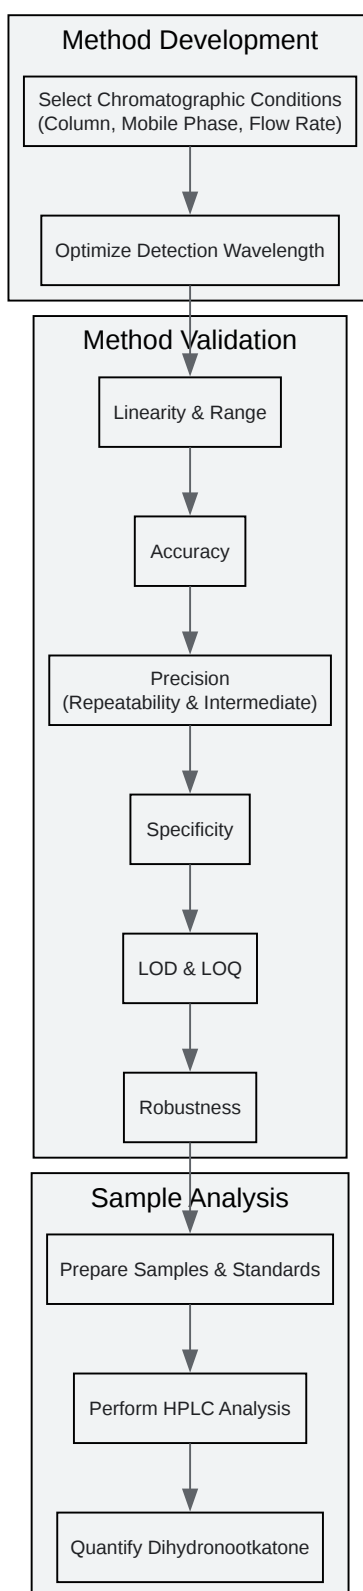 Method Development
Select Chromatographic Conditions
(Column, Mobile Phase, Flow Rate)
Optimize Detection Wavelength
Method Validation
Linearity & Range
Accuracy
Precision
(Repeatability & Intermediate)
Specificity
LOD & LOQ
Robustness
Sample Analysis
Prepare Samples & Standards
Perform HPLC Analysis
Quantify Dihydronootkatone